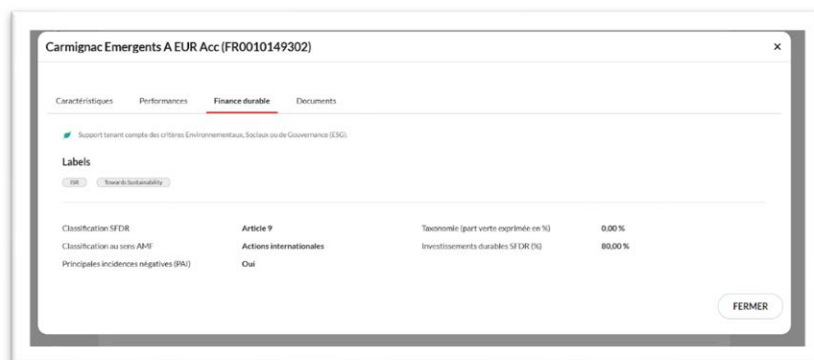 Carmignac Emergents A EUR Acc (FR0010149302)
×
Caractéristiques Performances Finance durable Documents
Support tenant compte des critères Environnementaux, Sociaux ou de Gouvernance (ESG).
Labels
ISR Towards Sustainability
Classification SFDR Article 9 Taxonomie (part verte exprimée en %) 0,00 %
Classification au sens AMF Actions internationales Investissements durables SFDR (%) 80,00 %
Principales incidences négatives (PAI) Oui
FERMER